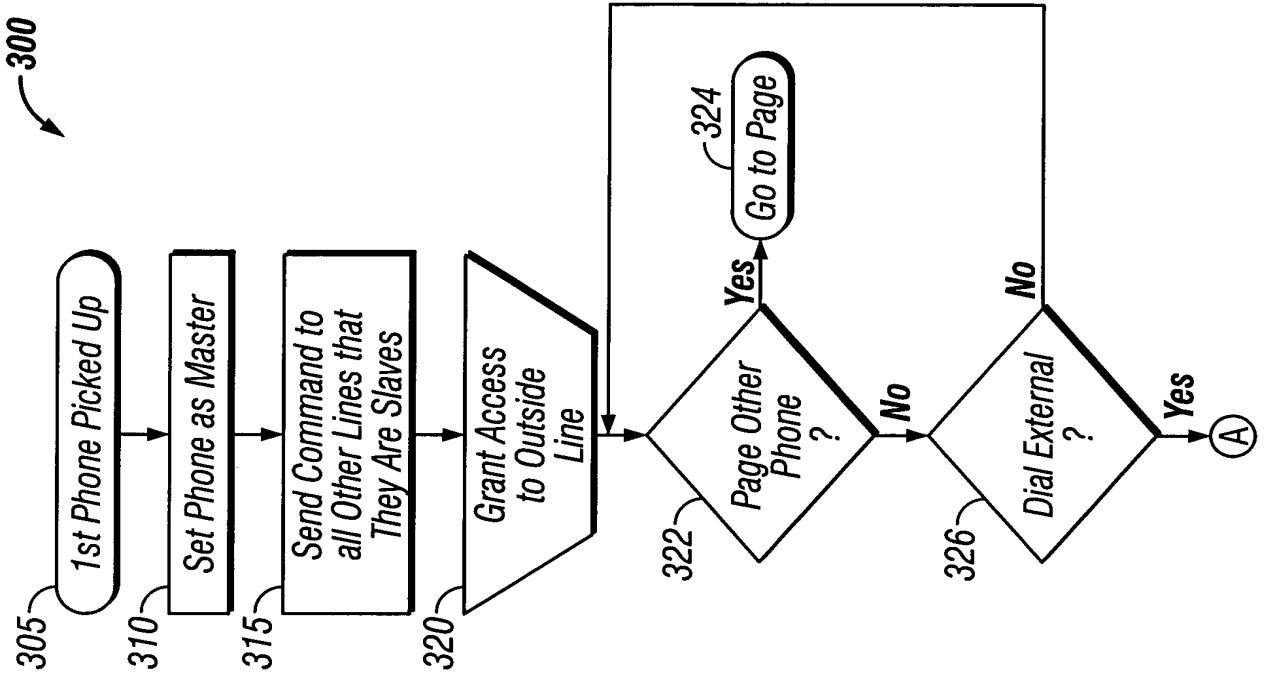 300
305
1st Phone Picked Up
310
Set Phone as Master
315
Send Command to
all Other Lines that
They Are Slaves
320
Grant Access
to Outside
Line
322
Page Other
Phone
?
Yes
324
Go to Page
No
326
Dial External
?
No
Yes
A